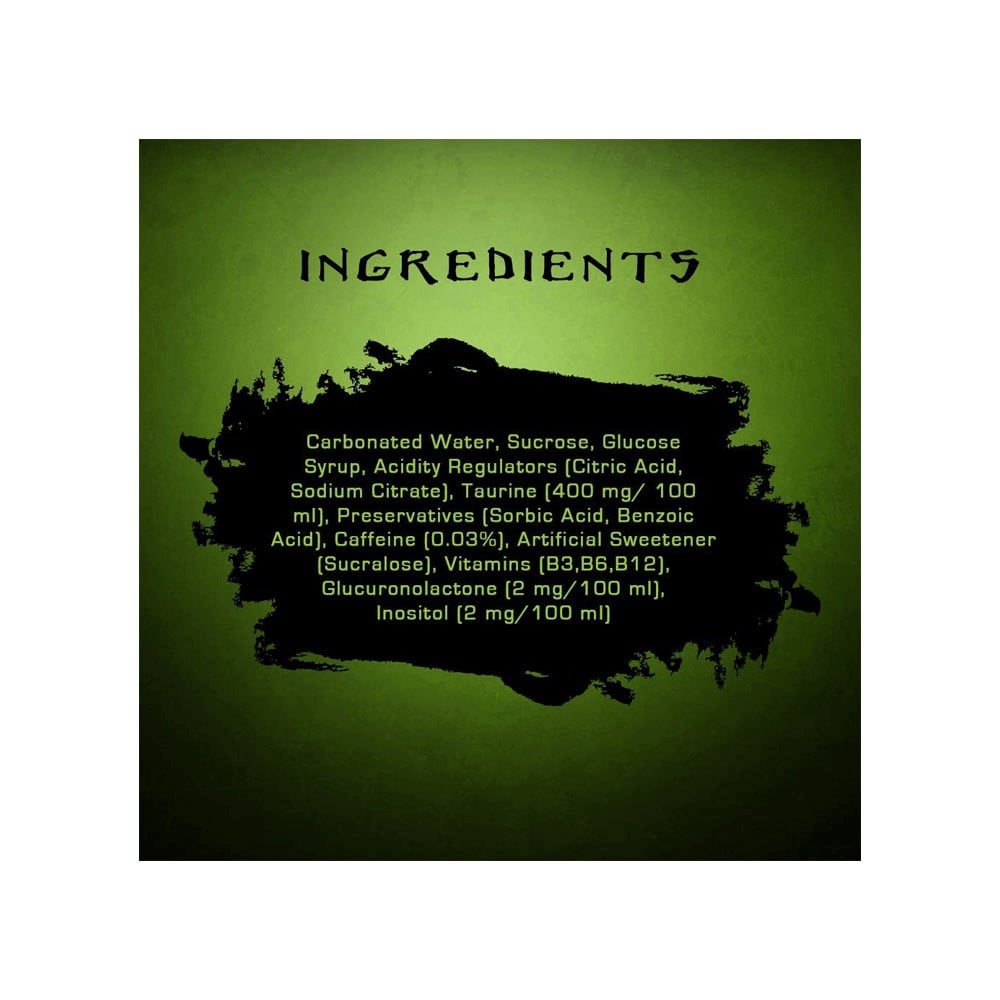 INGREDIENTS
Carbonated Water, Sucrose, Glucose
Syrup, Acidity Regulators (Citric Acid,
Sodium Citrate), Taurine (400 mg/ 100
ml), Preservatives (Sorbic Acid, Benzoic
Acid), Caffeine (0.03%), Artificial Sweetener
(Sucralose), Vitamins (B3,B6,B12),
Glucuronolactone (2 mg/100 ml),
Inositol (2 mg/100 ml)